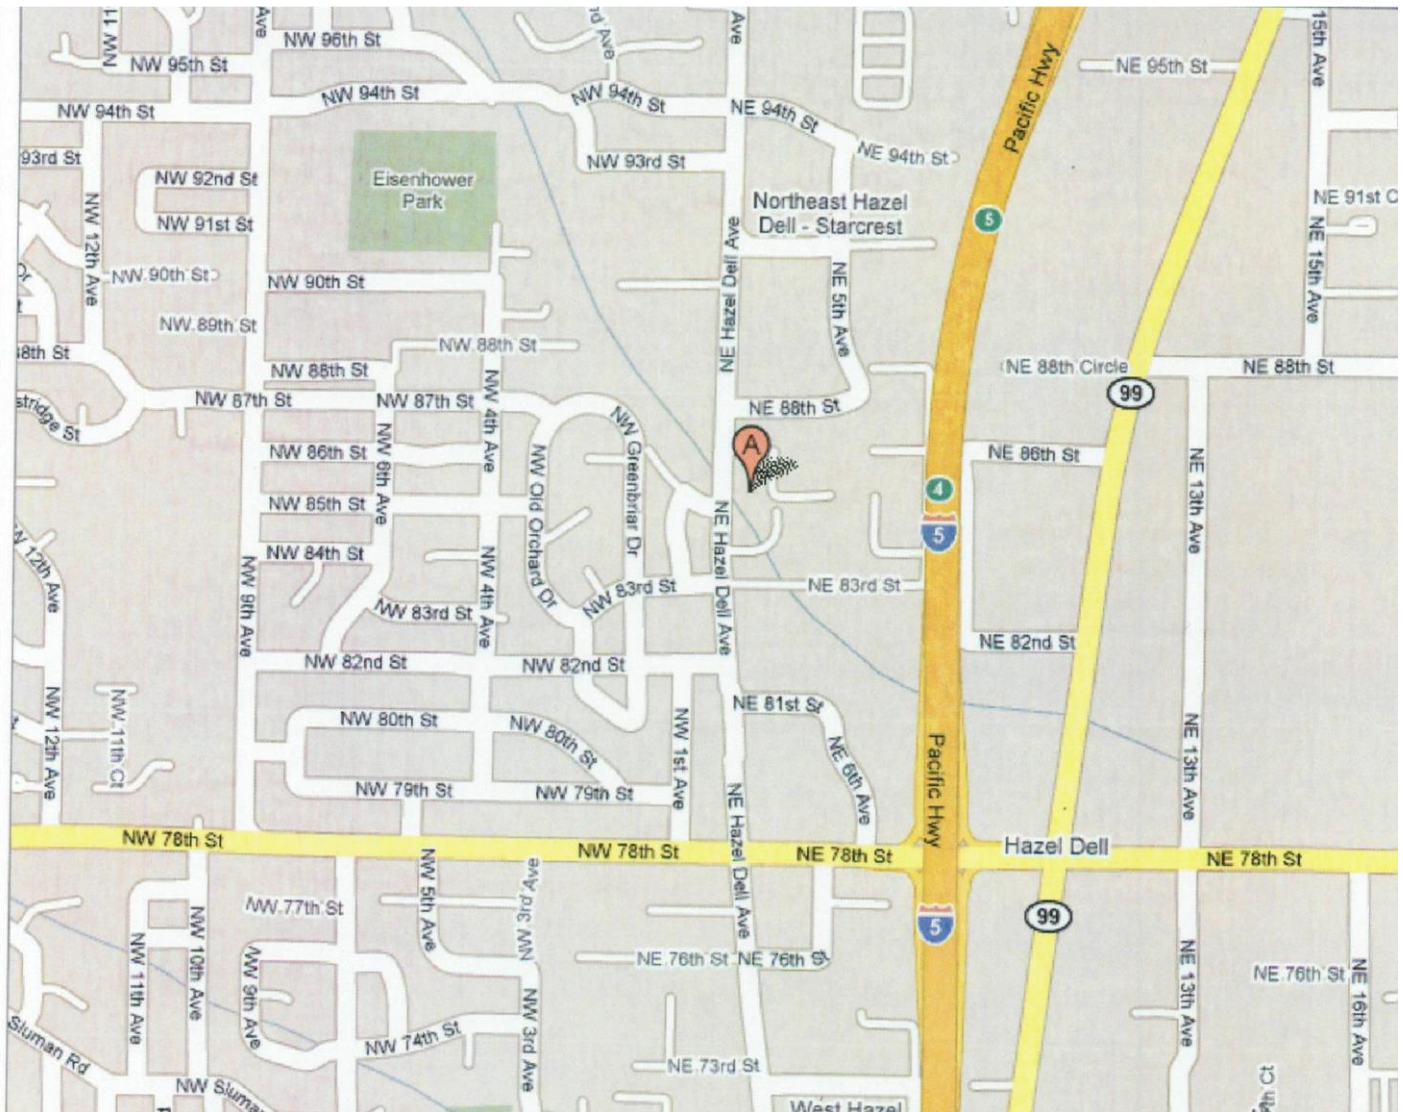 NW 11
Ave
NW 96th St
rd Ave
Ave
15th Ave
NW 95th St
Pacific Hwy
NE 95th St
NW 94th St
NW 94th St
NW 94th St
NE 94th St
NE 94th St
93rd St
NW 93rd St
NW 92nd St
Eisenhower
Park
Northeast Hazel
Dell - Starcrest
NE 91st C
NW 12th Ave
NW 91st St
5
NE Hazel Dell Ave
NE 15th Ave
Dr
NW 90th St
NW 90th St
NE 5th Ave
NW 89th St
NW 88th St
88th St
NW 88th St
NE 88th Circle
NE 88th St
NW 87th St
NW 87th St
NW 4th Ave
99
stridge St
NE 88th St
NW Greenbriar Dr
NW 6th Ave
A
NW 86th St
NE 86th St
NW Old Orchard Dr
NE 13th Ave
4
NW 85th St
5
NE Hazel Dell Ave
NW 12th Ave
NW 84th St
NW 9th Ave
NW 4th Ave
NW 83rd St
NE 83rd St
NW 83rd St
NW 82nd St
NW 82nd St
NE 82nd St
NW 12th Ave
NW 11th Ct
NW 80th St
NW 80th St
NW 1st Ave
NE 81st St
NE 6th Ave
Pacific Hwy
NE 13th Ave
NW 79th St
NW 79th St
NE Hazel Dell Ave
NW 78th St
NW 78th St
NE 78th St
Hazel Dell
NE 78th St
NW 5th Ave
NW 3rd Ave
NW 77th St
99
5
NW 10th Ave
NW 11th Ave
NW 9th Ave
NE 76th St
NE 76th St
NE 13th Ave
NE 76th St
NE 16th Ave
Sluman Rd
NW 74th St
NW 3rd Ave
NE 73rd St
NW Sluma
West Hazel